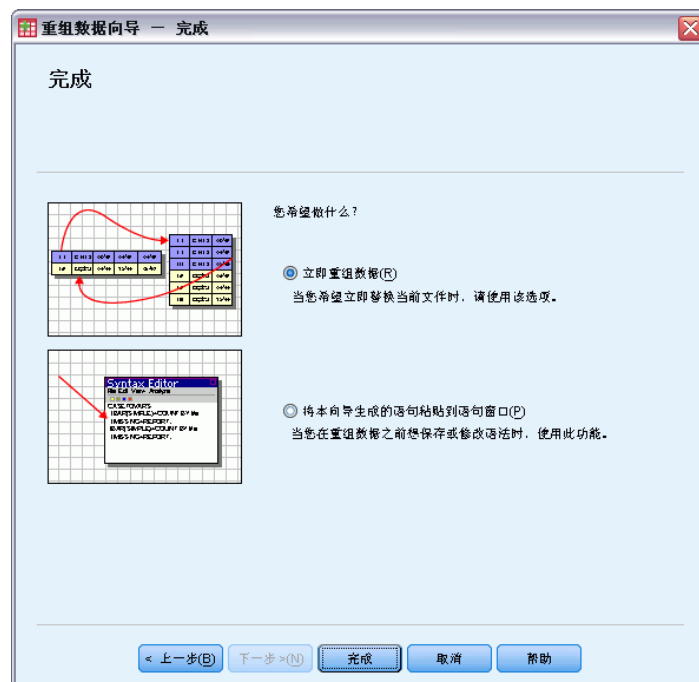 重组数据向导 — 完成
完成
您希望做什么?
立即重组数据(R)
当您希望立即替换当前文件时，请使用该选项。
Syntax Editor
File Edit View Analyze
CASETOVARS
将本向导生成的语句粘贴到语句窗口(P)
当您在重组数据之前想保存或修改语法时，使用此功能。
< 上一步(B)
下一步 >(N)
完成
取消
帮助